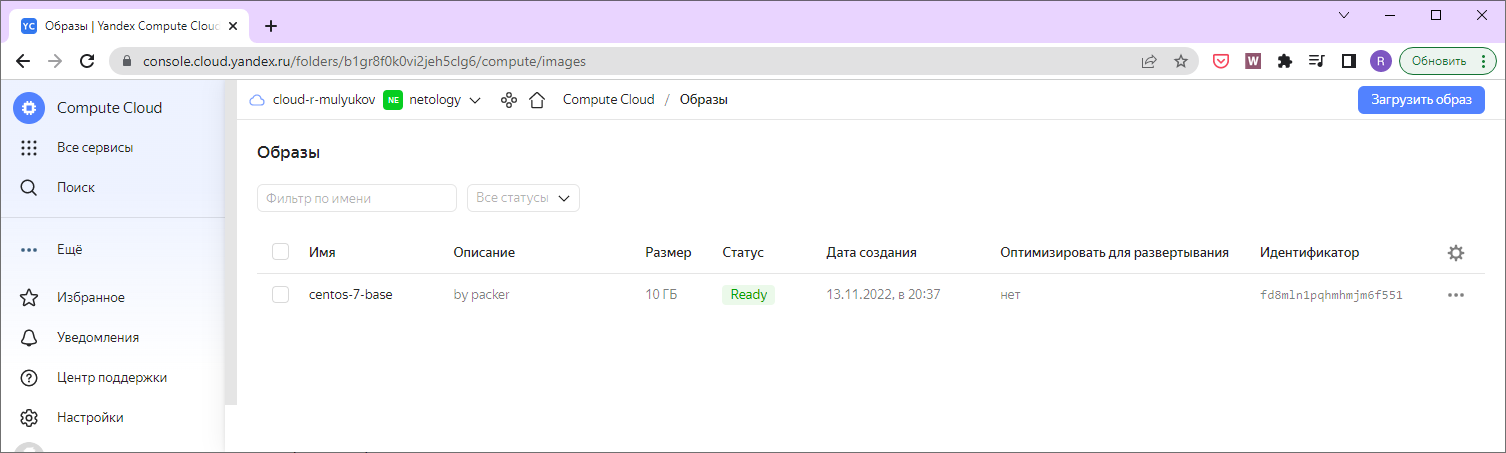 YC Образы | Yandex Compute Cloud
console.cloud.yandex.ru/folders/b1gr8f0k0vi2jeh5clg6/compute/images
W
R
Обновить
Compute Cloud
cloud-r-mulyukov NE netology Compute Cloud / Образы
Загрузить образ
Все сервисы
Поиск
Ещё
Избранное
Уведомления
Центр поддержки
Настройки
Образы
Фильтр по имени
Все статусы
Имя Описание Размер Статус Дата создания Оптимизировать для развертывания Идентификатор
centos-7-base by packer 10 ГБ Ready 13.11.2022, в 20:37 нет fd8mln1pqhmhmjm6f551